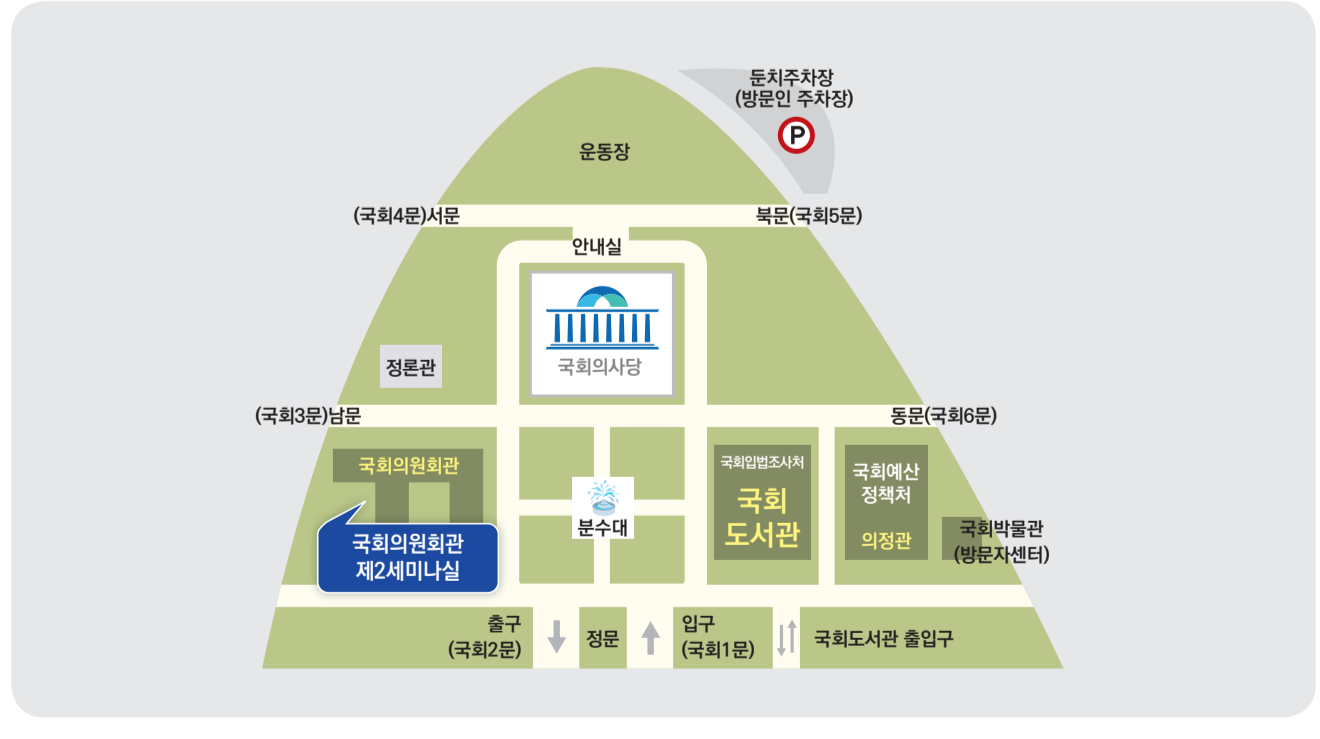 둔치주차장
(방문인 주차장)
P
운동장
(국회4문)서문
북문(국회5문)
안내실
국회의사당
정론관
(국회3문)남문
동문(국회6문)
국회의원회관
국회의원회관
제2세미나실
분수대
국회입법조사처
국회
도서관
국회예산
정책처
의정관
국회박물관
(방문자센터)
출구
(국회2문)
정문
입구
(국회1문)
국회도서관 출입구